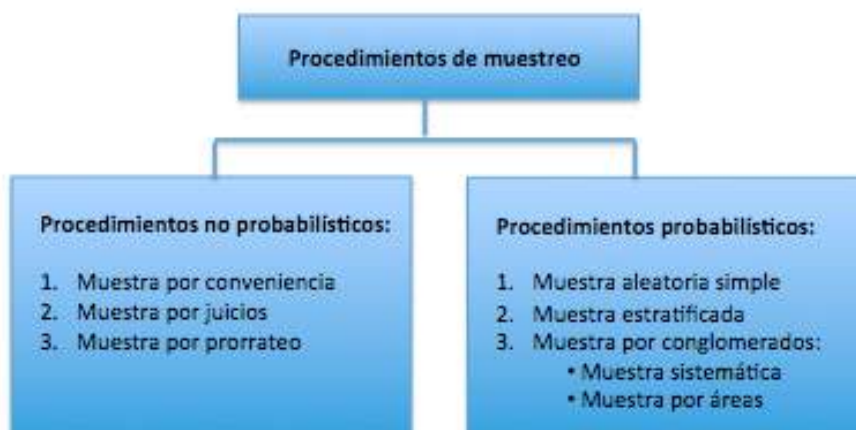 Procedimientos de muestreo
Procedimientos no probabilísticos:
1. Muestra por conveniencia
2. Muestra por juicios
3. Muestra por prorrateo
Procedimientos probabilísticos:
1. Muestra aleatoria simple
2. Muestra estratificada
3. Muestra por conglomerados:
• Muestra sistemática
• Muestra por áreas